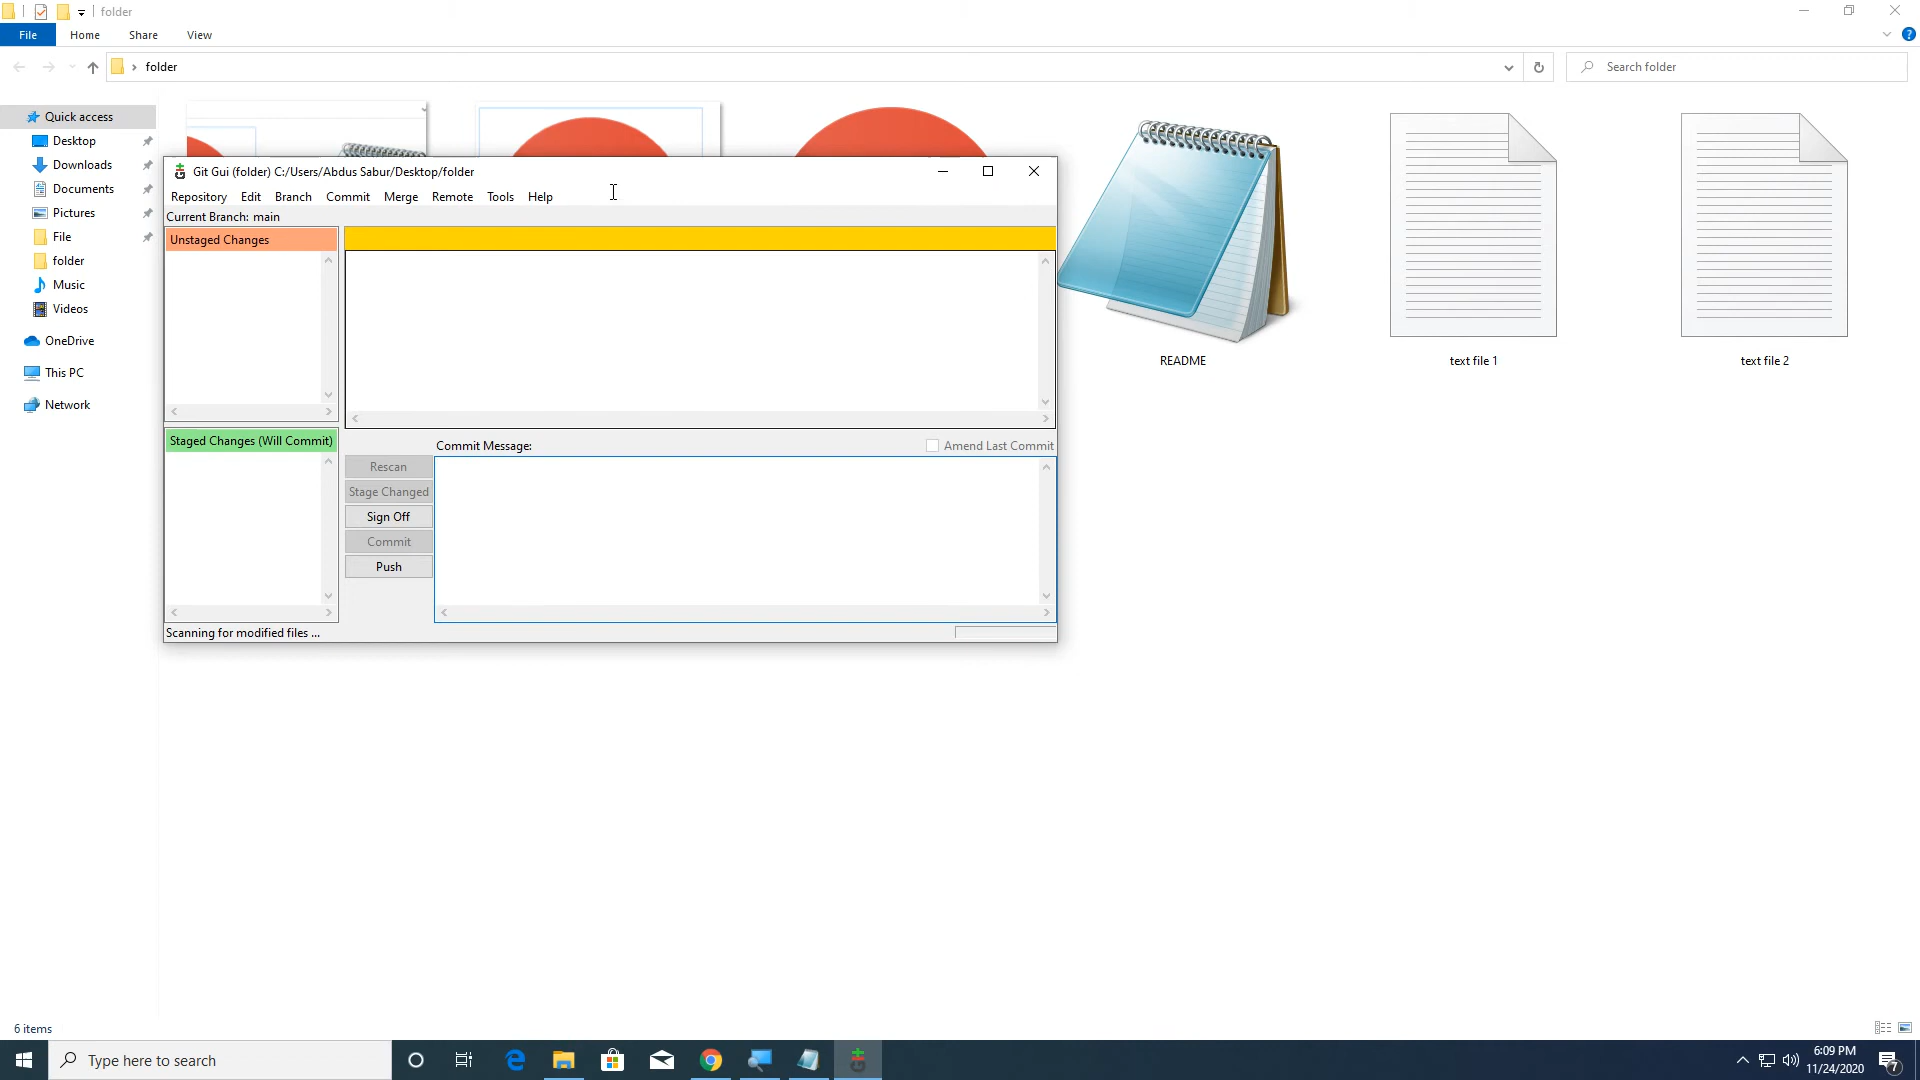 folder
File Home Share View
folder
Search folder
Quick access
Desktop
Downloads
Documents
Pictures
File
folder
Music
Videos
OneDrive
This PC
Network
README
text file 1
text file 2
Git Gui (folder) C:/Users/Abdus Sabur/Desktop/folder
Repository Edit Branch Commit Merge Remote Tools Help
Current Branch: main
Unstaged Changes
Staged Changes (Will Commit)
Commit Message:
Amend Last Commit
Rescan
Stage Changed
Sign Off
Commit
Push
Scanning for modified files ...
6 items
Type here to search
6:09 PM
11/24/2020
7